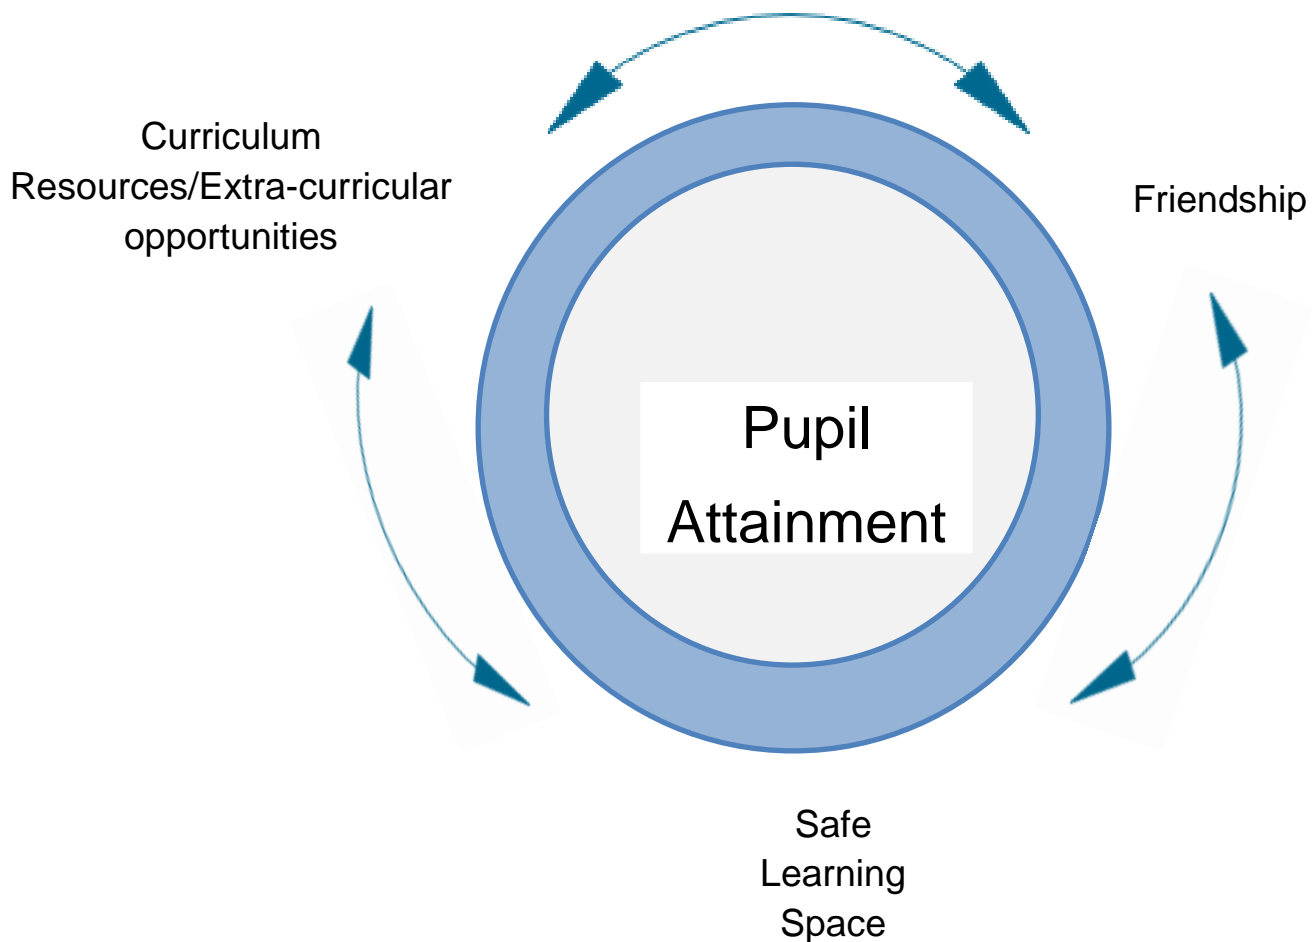 Curriculum
Resources/Extra-curricular
opportunities
Friendship
Pupil
Attainment
Safe
Learning
Space